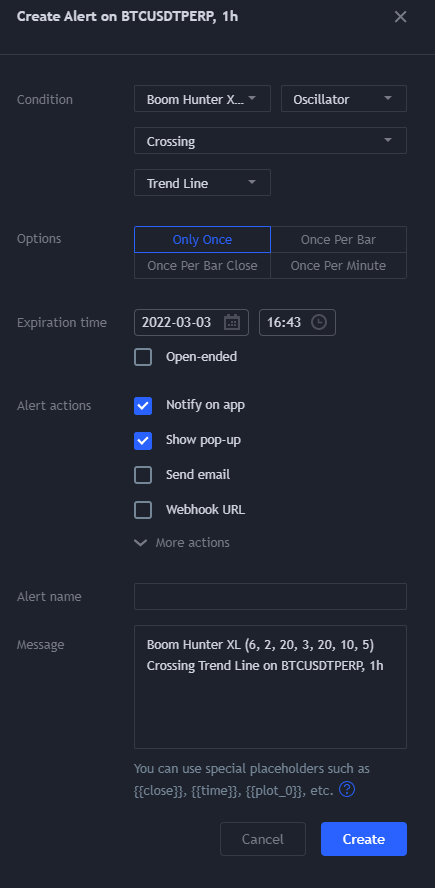 Create Alert on BTCUSDTPERP, 1h
Condition
Boom Hunter X... Oscillator
Crossing
Trend Line
Options
Only Once Once Per Bar
Once Per Bar Close Once Per Minute
Expiration time
2022-03-03 16:43
Open-ended
Alert actions
Notify on app
Show pop-up
Send email
Webhook URL
More actions
Alert name
Message
Boom Hunter XL (6, 2, 20, 3, 20, 10, 5)
Crossing Trend Line on BTCUSDTPERP, 1h
You can use special placeholders such as
{{close}}, {{time}}, {{plot_0}}, etc. ?
Cancel Create